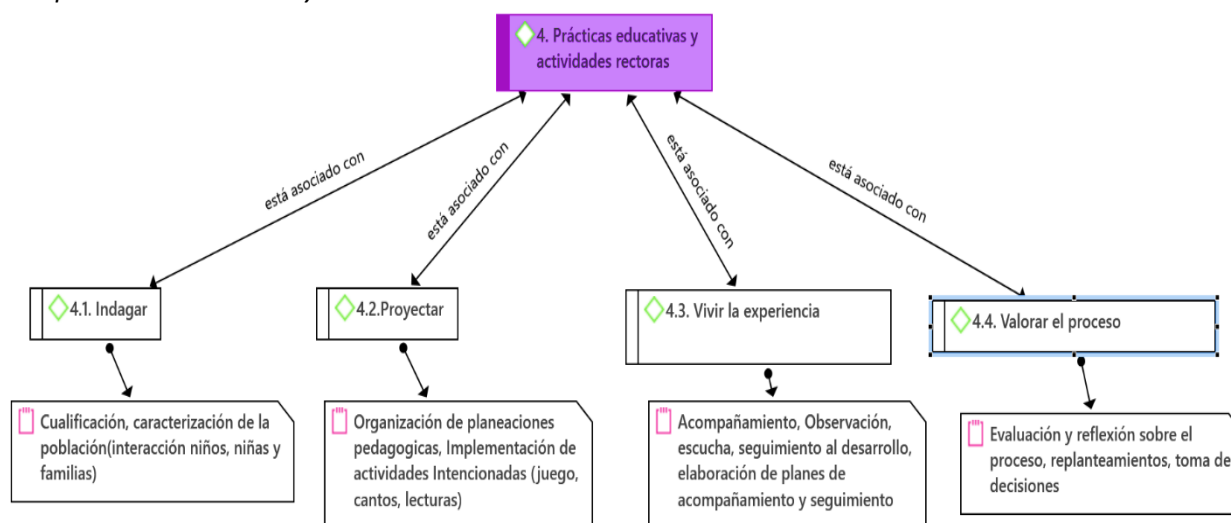 4. Prácticas educativas y
actividades rectoras
está asociado con
está asociado con
está asociado con
está asociado con
4.1. Indagar
4.2.Proyectar
4.3. Vivir la experiencia
4.4. Valorar el proceso
Cualificación, caracterización de la
población(interacción niños, niñas y
familias)
Organización de planeaciones
pedagogicas, Implementación de
actividades Intencionadas (juego,
cantos, lecturas)
Acompañamiento, Observación,
escucha, seguimiento al desarrollo,
elaboración de planes de
acompañamiento y seguimiento
Evaluación y reflexión sobre el
proceso, replanteamientos, toma de
decisiones